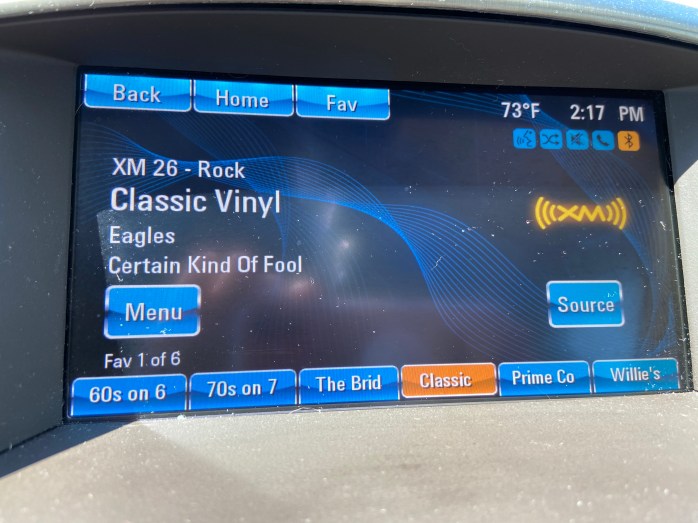 Back Home Fav
73°F 2:17 PM
XM 26 - Rock
Classic Vinyl
((XM))
Eagles
Certain Kind Of Fool
Menu
Source
Fav 1 of 6
60s on 6 70s on 7 The Brid Classic Prime Co Willie's